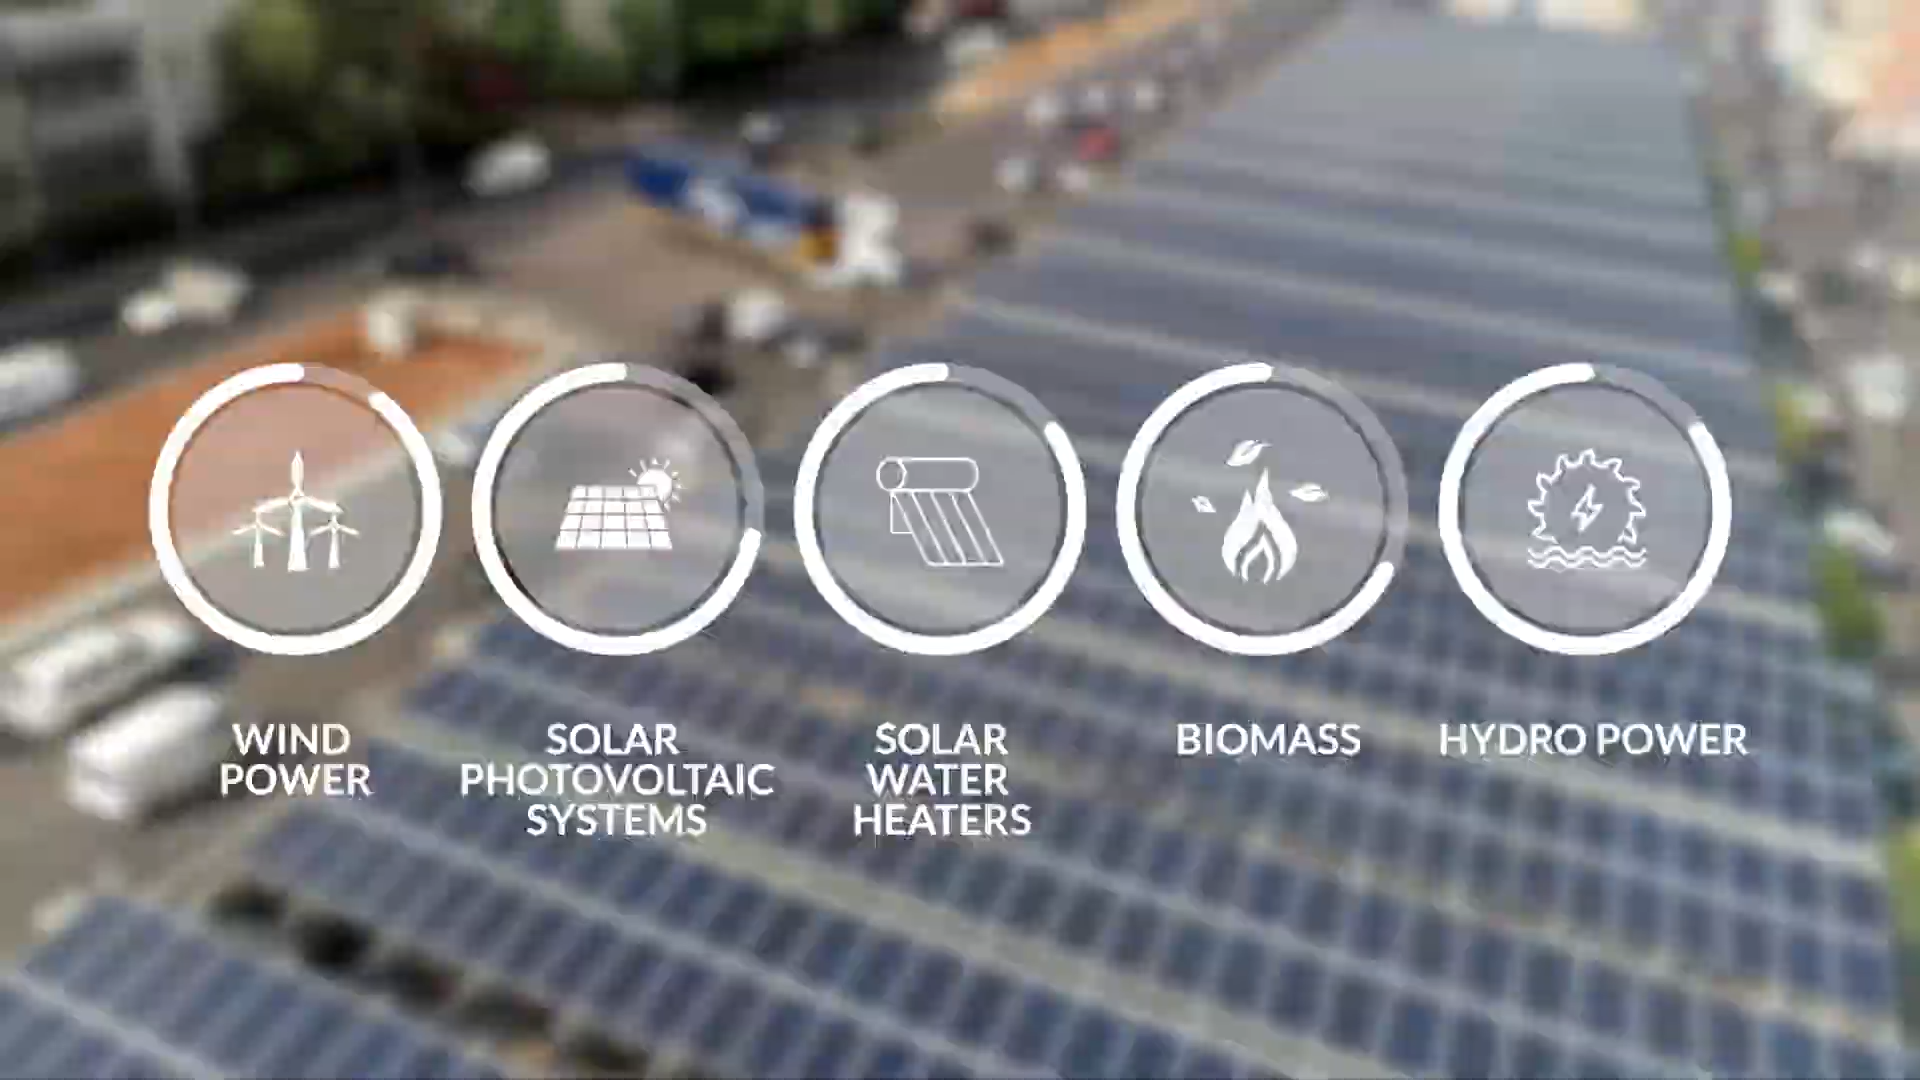 WIND
POWER
SOLAR
PHOTOVOLTAIC
SYSTEMS
SOLAR
WATER
HEATERS
BIOMASS
HYDRO POWER